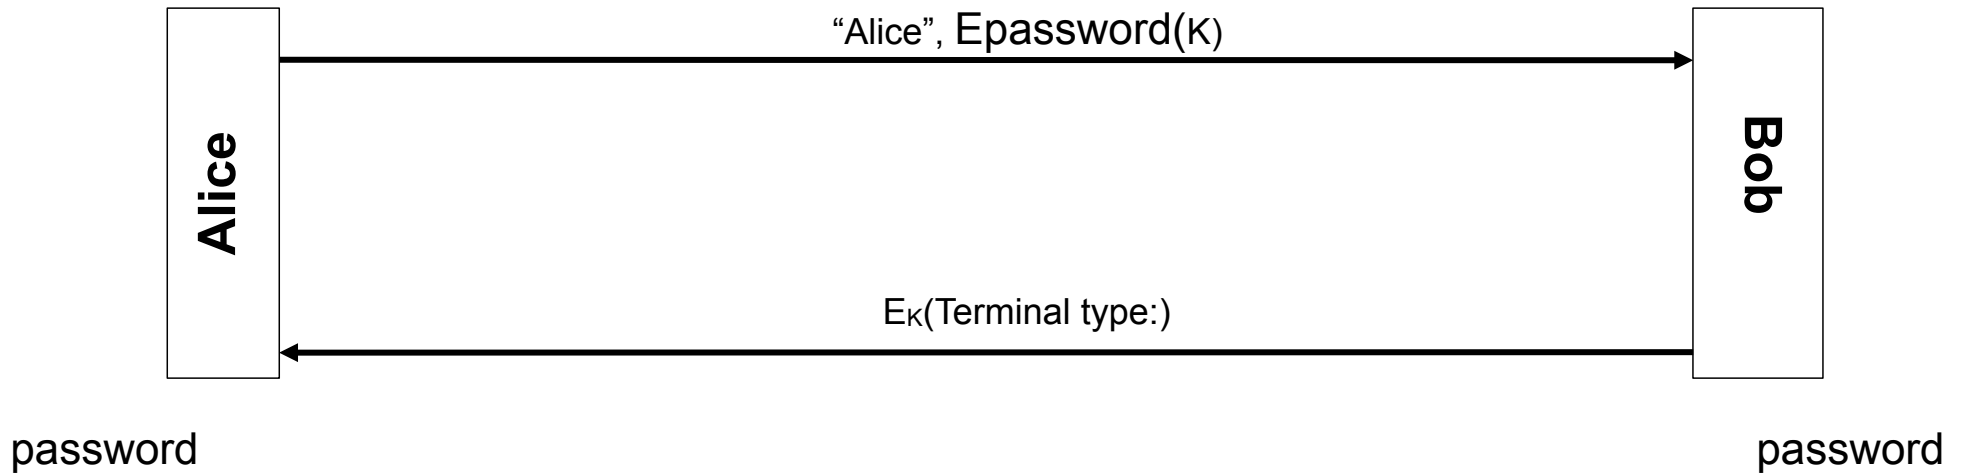 “Alice”, Epassword(K)
Alice
Bob
EK(Terminal type:)
password
password